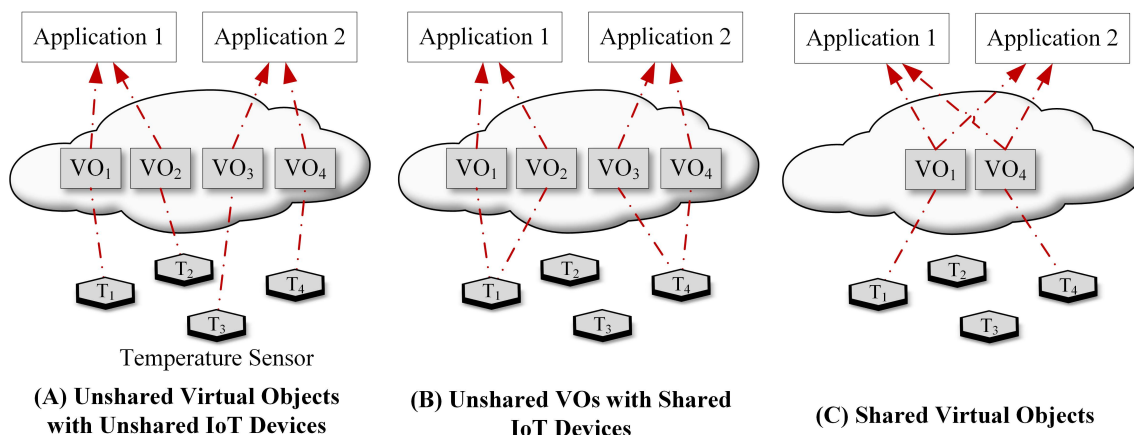 Application 1
Application 2
VO₁
VO₂
VO₃
VO₄
T₁
T₂
T₃
T₄
Temperature Sensor
(A) Unshared Virtual Objects
with Unshared IoT Devices
Application 1
Application 2
VO₁
VO₂
VO₃
VO₄
T₁
T₂
T₃
T₄
(B) Unshared VOs with Shared
IoT Devices
Application 1
Application 2
VO₁
VO₄
T₁
T₂
T₃
T₄
(C) Shared Virtual Objects